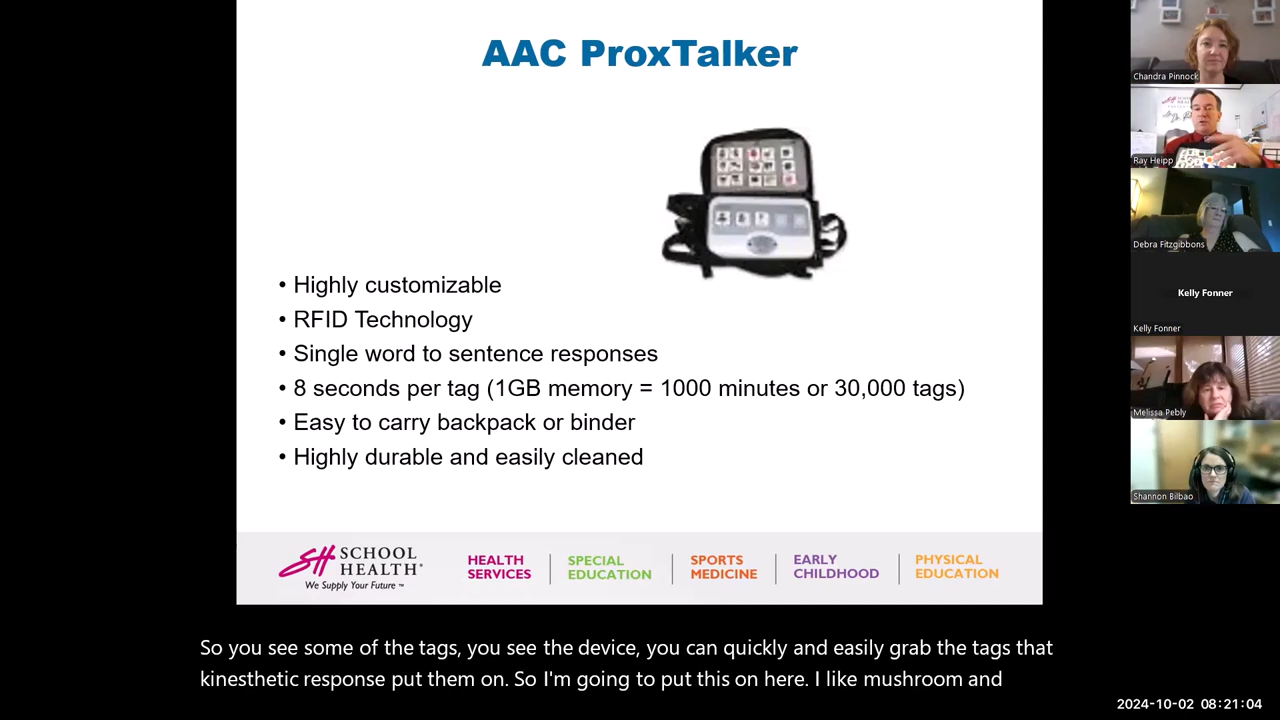 AAC ProxTalker
• Highly customizable
• RFID Technology
• Single word to sentence responses
• 8 seconds per tag (1GB memory = 1000 minutes or 30,000 tags)
• Easy to carry backpack or binder
• Highly durable and easily cleaned
SH SCHOOL HEALTH®
We Supply Your Future ™
HEALTH SERVICES
SPECIAL EDUCATION
SPORTS MEDICINE
EARLY CHILDHOOD
PHYSICAL EDUCATION
Chandra Pinnock
Ray Heipp
Debra Fitzgibbons
Kelly Fonner
Kelly Fonner
Melissa Pebly
Shannon Bilbao
So you see some of the tags, you see the device, you can quickly and easily grab the tags that
kinesthetic response put them on. So I'm going to put this on here. I like mushroom and
2024-10-02 08:21:04